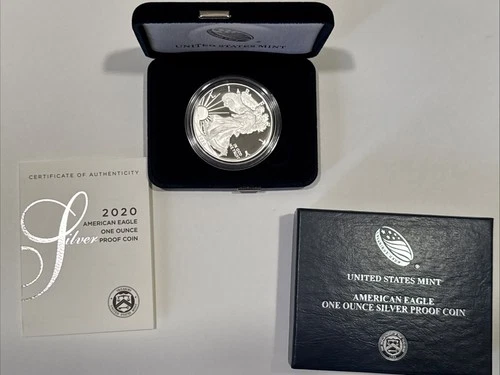 UNITED STATES MINT
CERTIFICATE OF AUTHENTICITY
2020
AMERICAN EAGLE
ONE OUNCE
Silver PROOF COIN
UNITED STATES MINT
AMERICAN EAGLE
ONE OUNCE SILVER PROOF COIN